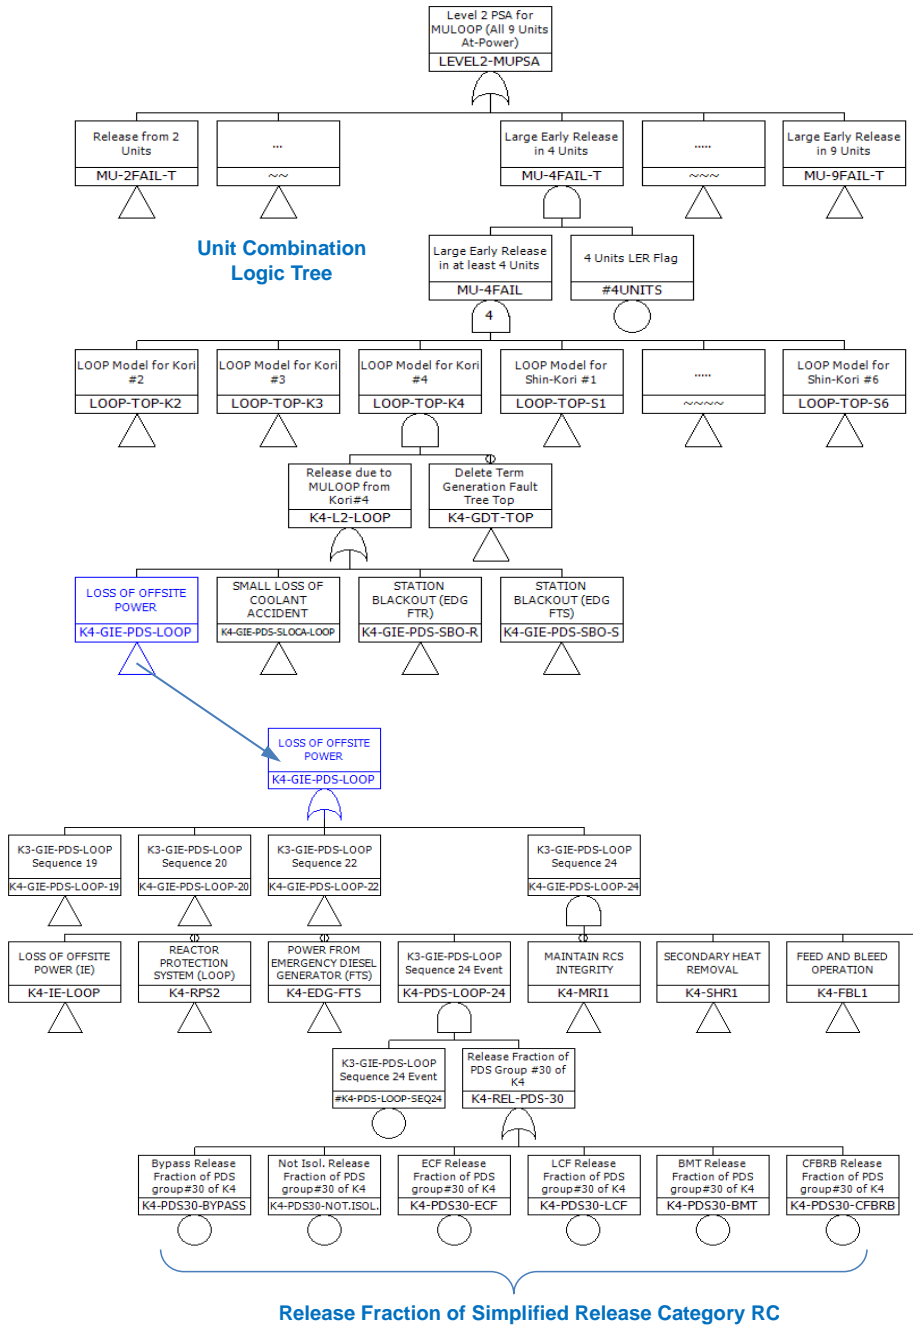 Level 2 PSA for
MULOOP (All 9 Units
At-Power)
LEVEL2-MUPSA
Release from 2
Units
MU-2FAIL-T
...
~~
Large Early Release
in 4 Units
MU-4FAIL-T
.....
~~~
Large Early Release
in 9 Units
MU-9FAIL-T
Unit Combination
Logic Tree
Large Early Release
in at least 4 Units
MU-4FAIL
4 Units LER Flag
#4UNITS
4
LOOP Model for Kori
#2
LOOP-TOP-K2
LOOP Model for Kori
#3
LOOP-TOP-K3
LOOP Model for Kori
#4
LOOP-TOP-K4
LOOP Model for
Shin-Kori #1
LOOP-TOP-S1
.....
~~~~
LOOP Model for
Shin-Kori #6
LOOP-TOP-S6
Release due to
MULOOP from
Kori#4
K4-L2-LOOP
Delete Term
Generation Fault
Tree Top
K4-GDT-TOP
LOSS OF OFFSITE
POWER
K4-GIE-PDS-LOOP
SMALL LOSS OF
COOLANT
ACCIDENT
K4-GIE-PDS-SLOCA-LOOP
STATION
BLACKOUT (EDG
FTR)
K4-GIE-PDS-SBO-R
STATION
BLACKOUT (EDG
FTS)
K4-GIE-PDS-SBO-S
LOSS OF OFFSITE
POWER
K4-GIE-PDS-LOOP
K3-GIE-PDS-LOOP
Sequence 19
K4-GIE-PDS-LOOP-19
K3-GIE-PDS-LOOP
Sequence 20
K4-GIE-PDS-LOOP-20
K3-GIE-PDS-LOOP
Sequence 22
K4-GIE-PDS-LOOP-22
K3-GIE-PDS-LOOP
Sequence 24
K4-GIE-PDS-LOOP-24
LOSS OF OFFSITE
POWER (IE)
K4-IE-LOOP
REACTOR
PROTECTION
SYSTEM (LOOP)
K4-RPS2
POWER FROM
EMERGENCY DIESEL
GENERATOR (FTS)
K4-EDG-FTS
K3-GIE-PDS-LOOP
Sequence 24 Event
K4-PDS-LOOP-24
MAINTAIN RCS
INTEGRITY
K4-MRI1
SECONDARY HEAT
REMOVAL
K4-SHR1
FEED AND BLEED
OPERATION
K4-FBL1
K3-GIE-PDS-LOOP
Sequence 24 Event
#K4-PDS-LOOP-SEQ24
Release Fraction of
PDS Group #30 of
K4
K4-REL-PDS-30
Bypass Release
Fraction of PDS
group#30 of K4
K4-PDS30-BYPASS
Not Isol. Release
Fraction of PDS
group#30 of K4
K4-PDS30-NOT.ISOL.
ECF Release
Fraction of PDS
group#30 of K4
K4-PDS30-ECF
LCF Release
Fraction of PDS
group#30 of K4
K4-PDS30-LCF
BMT Release
Fraction of PDS
group#30 of K4
K4-PDS30-BMT
CFBRB Release
Fraction of PDS
group#30 of K4
K4-PDS30-CFBRB
Release Fraction of Simplified Release Category RC